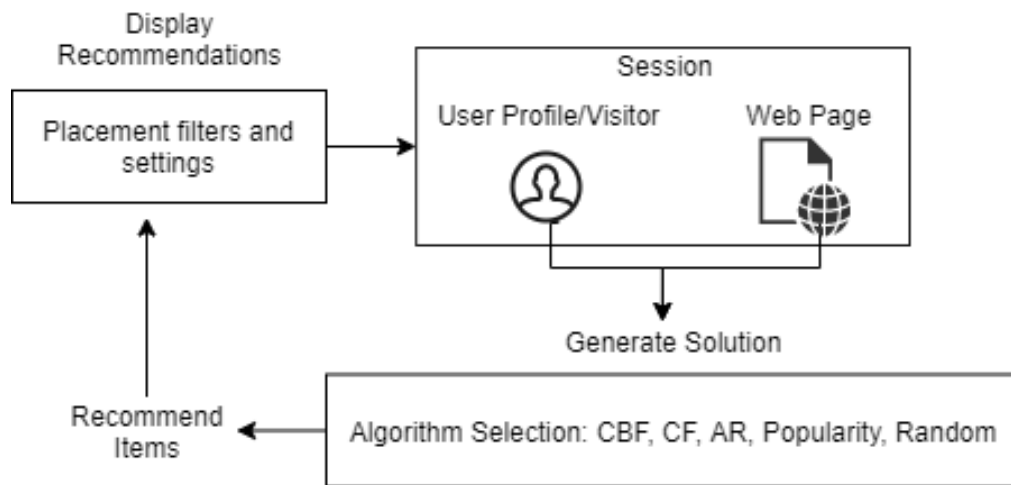 Display
Recommendations
Placement filters and
settings
Session
User Profile/Visitor
Web Page
Generate Solution
Algorithm Selection: CBF, CF, AR, Popularity, Random
Recommend
Items